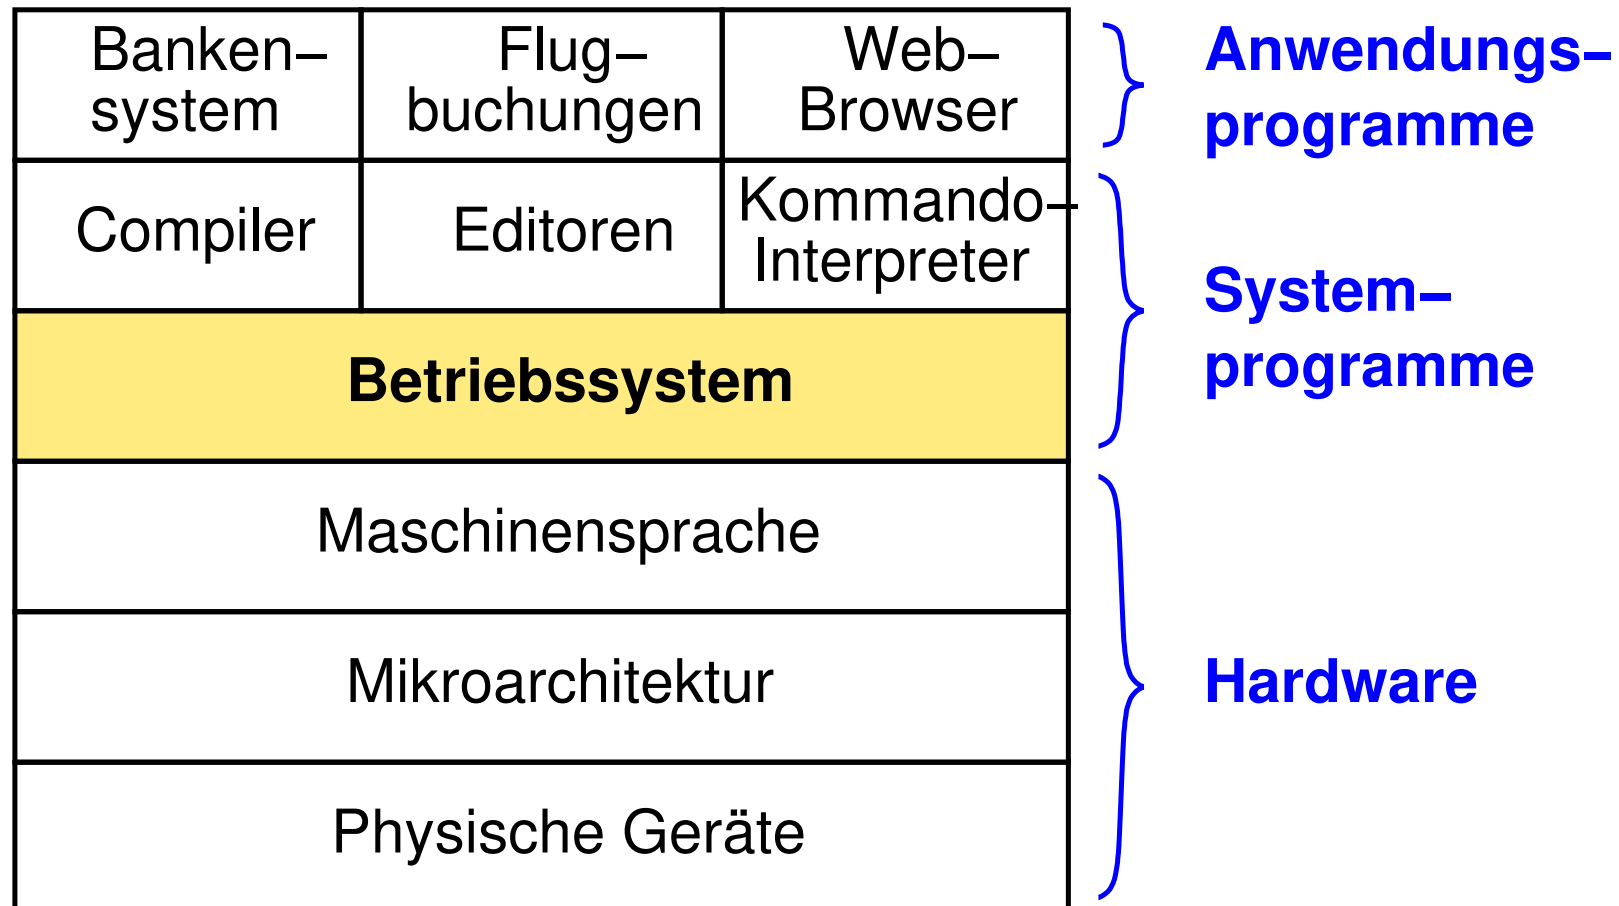 Banken–
system
Flug–
buchungen
Web–
Browser
Anwendungs–
programme
Compiler
Editoren
Kommando–
Interpreter
System–
programme
Betriebssystem
Maschinensprache
Mikroarchitektur
Hardware
Physische Geräte